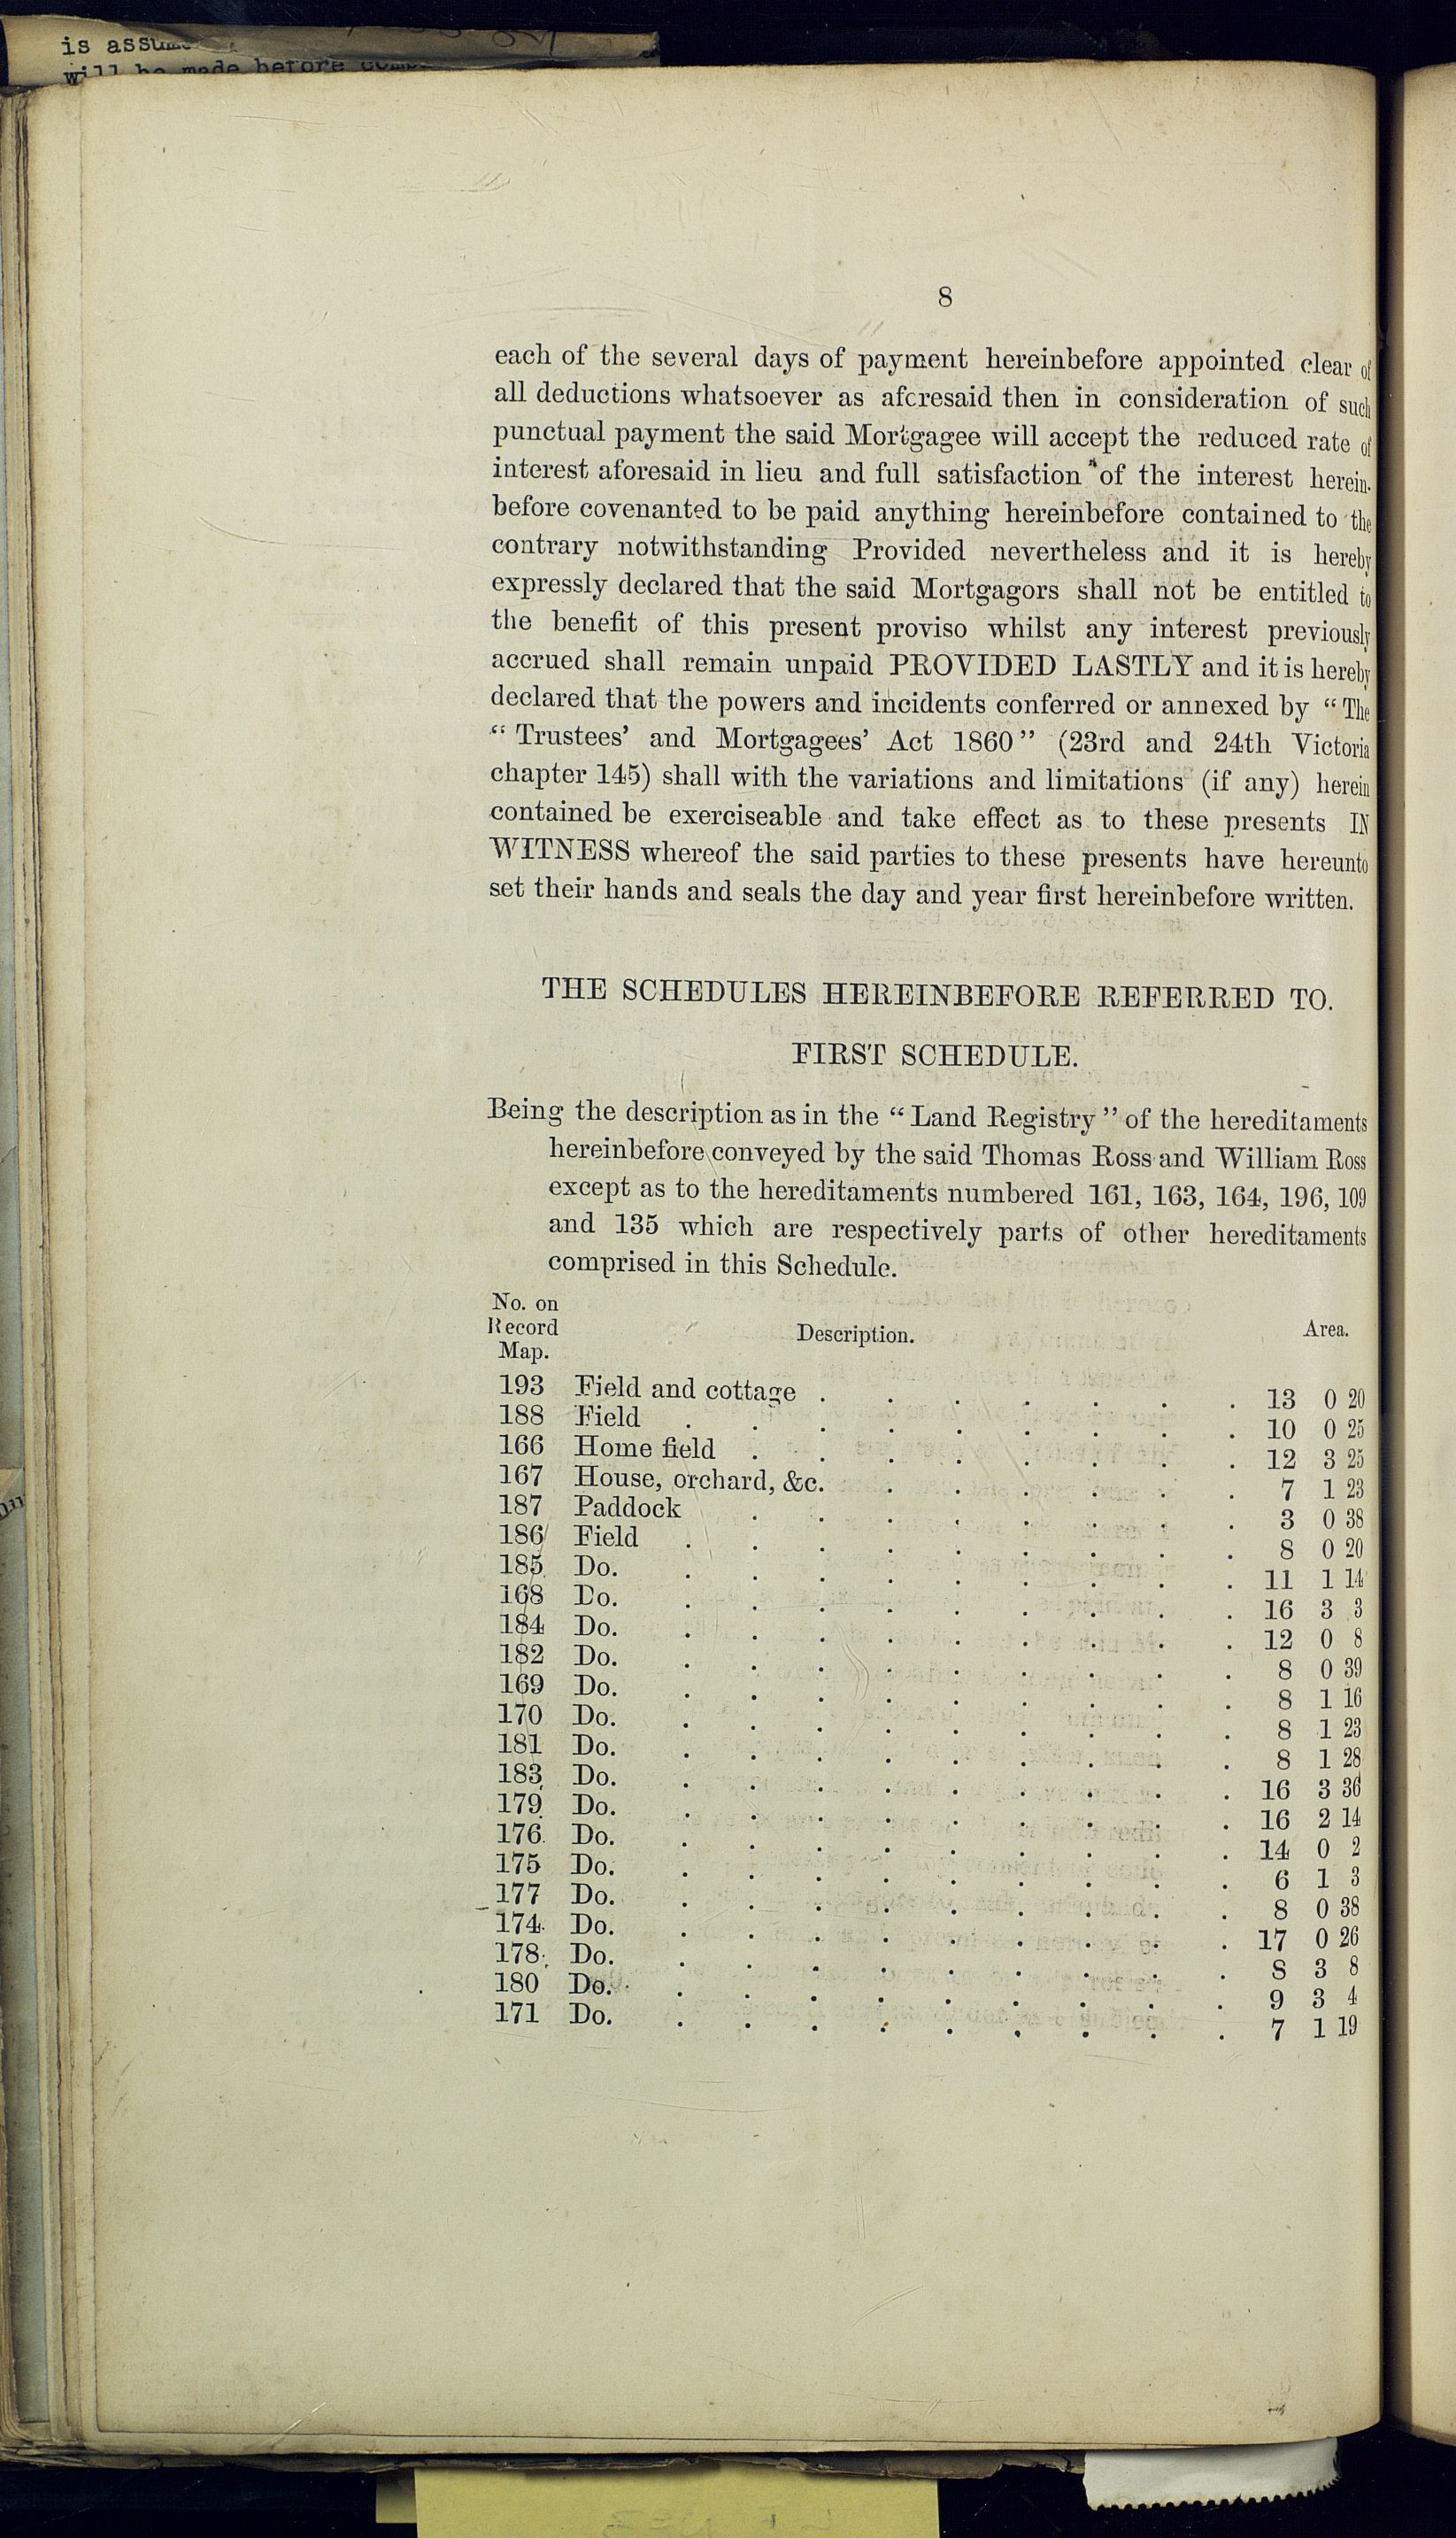 is
will be made before
8
each of the several days of payment hereinbefore appointed clear of
all deductions whatsoever as aforesaid then in consideration of such
punctual payment the said Mortgagee will accept the reduced rate of
interest aforesaid in lieu and full satisfaction of the interest herein-
before covenanted to be paid anything hereinbefore contained to the
contrary notwithstanding Provided nevertheless and it is hereby
expressly declared that the said Mortgagors shall not be entitled to
the benefit of this present proviso whilst any interest previously
accrued shall remain unpaid PROVIDED LASTLY and it is hereby
declared that the powers and incidents conferred or annexed by “The
“Trustees’ and Mortgagees’ Act 1860” (23rd and 24th Victoria
chapter 145) shall with the variations and limitations (if any) herein
contained be exerciseable and take effect as to these presents IN
WITNESS whereof the said parties to these presents have hereunto
set their hands and seals the day and year first hereinbefore written.
THE SCHEDULES HEREINBEFORE REFERRED TO.
FIRST SCHEDULE.
Being the description as in the “Land Registry” of the hereditaments
hereinbefore conveyed by the said Thomas Ross and William Ross
except as to the hereditaments numbered 161, 163, 164, 196, 109
and 135 which are respectively parts of other hereditaments
comprised in this Schedule.
No. on
Record
Map.
Description.
Area.
193 Field and cottage . . . . . . . 13 0 20
188 Field . . . . . . . . . 10 0 25
166 Home field . . . . . . . . 12 3 25
167 House, orchard, &c. . . . . . . 7 1 23
187 Paddock . . . . . . . . 3 0 38
186 Field . . . . . . . . . 8 0 20
185 Do. . . . . . . . . . 11 1 14
168 Do. . . . . . . . . . 16 3 3
184 Do. . . . . . . . . . 12 0 8
182 Do. . . . . . . . . . 8 0 39
169 Do. . . . . . . . . . 8 1 16
170 Do. . . . . . . . . . 8 1 23
181 Do. . . . . . . . . . 8 1 28
183 Do. . . . . . . . . . 16 3 36
179 Do. . . . . . . . . . 16 2 14
176 Do. . . . . . . . . . 14 0 2
175 Do. . . . . . . . . . 6 1 3
177 Do. . . . . . . . . . 8 0 38
174 Do. . . . . . . . . . 17 0 26
178 Do. . . . . . . . . . 8 3 8
180 Do. . . . . . . . . . 9 3 4
171 Do. . . . . . . . . . 7 1 19